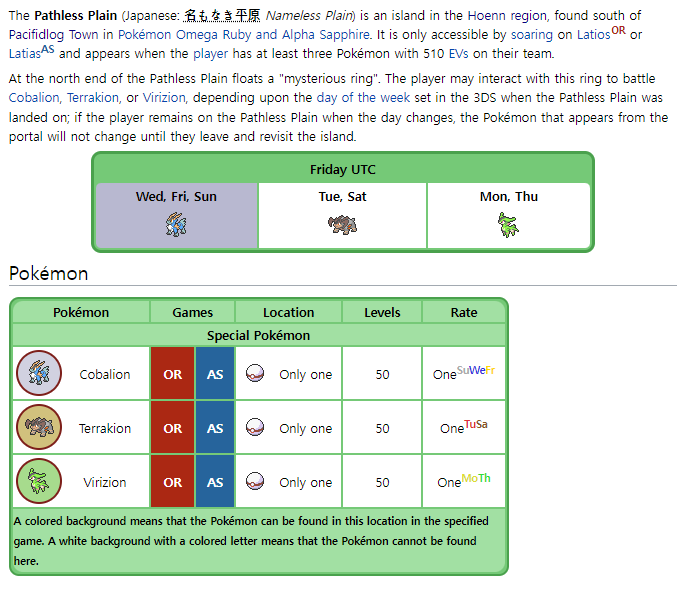 The Pathless Plain (Japanese: 名もなき平原 Nameless Plain) is an island in the Hoenn region, found south of
Pacifidlog Town in Pokémon Omega Ruby and Alpha Sapphire. It is only accessible by soaring on LatiosOR or
LatiasAS and appears when the player has at least three Pokémon with 510 EVs on their team.
At the north end of the Pathless Plain floats a "mysterious ring". The player may interact with this ring to battle
Cobalion, Terrakion, or Virizion, depending upon the day of the week set in the 3DS when the Pathless Plain was
landed on; if the player remains on the Pathless Plain when the day changes, the Pokémon that appears from the
portal will not change until they leave and revisit the island.
Friday UTC
Wed, Fri, Sun Tue, Sat Mon, Thu
Pokémon
Pokémon Games Location Levels Rate
Special Pokémon
Cobalion OR AS Only one 50 OneSuWeFr
Terrakion OR AS Only one 50 OneTuSa
Virizion OR AS Only one 50 OneMoTh
A colored background means that the Pokémon can be found in this location in the specified
game. A white background with a colored letter means that the Pokémon cannot be found
here.